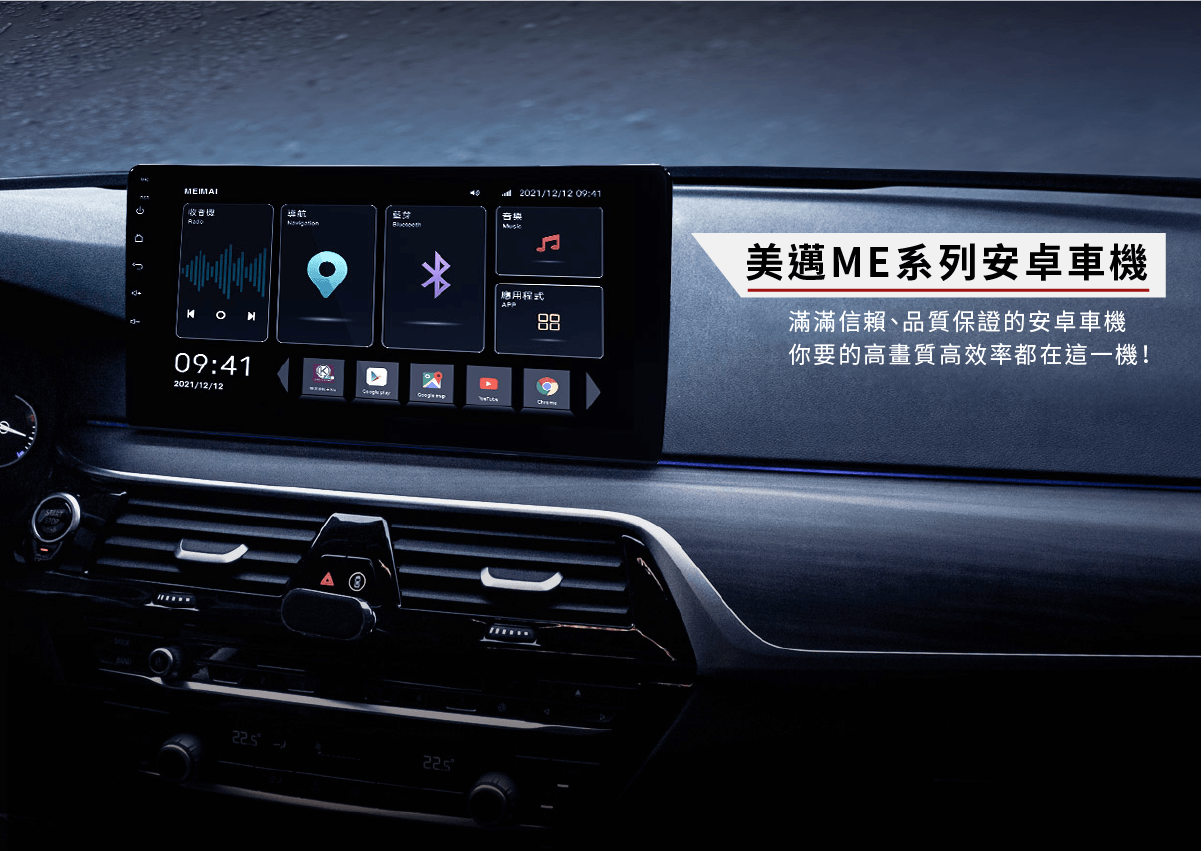 MEIMAI
2021/12/12 09:41
收音機
Radio
導航
Navigation
藍芽
Bluetooth
音樂
Music
應用程式
APP
09:41
2021/12/12
Google play
Google map
YouTube
Chrome
美邁ME系列安卓車機
滿滿信賴、品質保證的安卓車機
你要的高畫質高效率都在這一機!
START
STOP
22.5°
22.5°